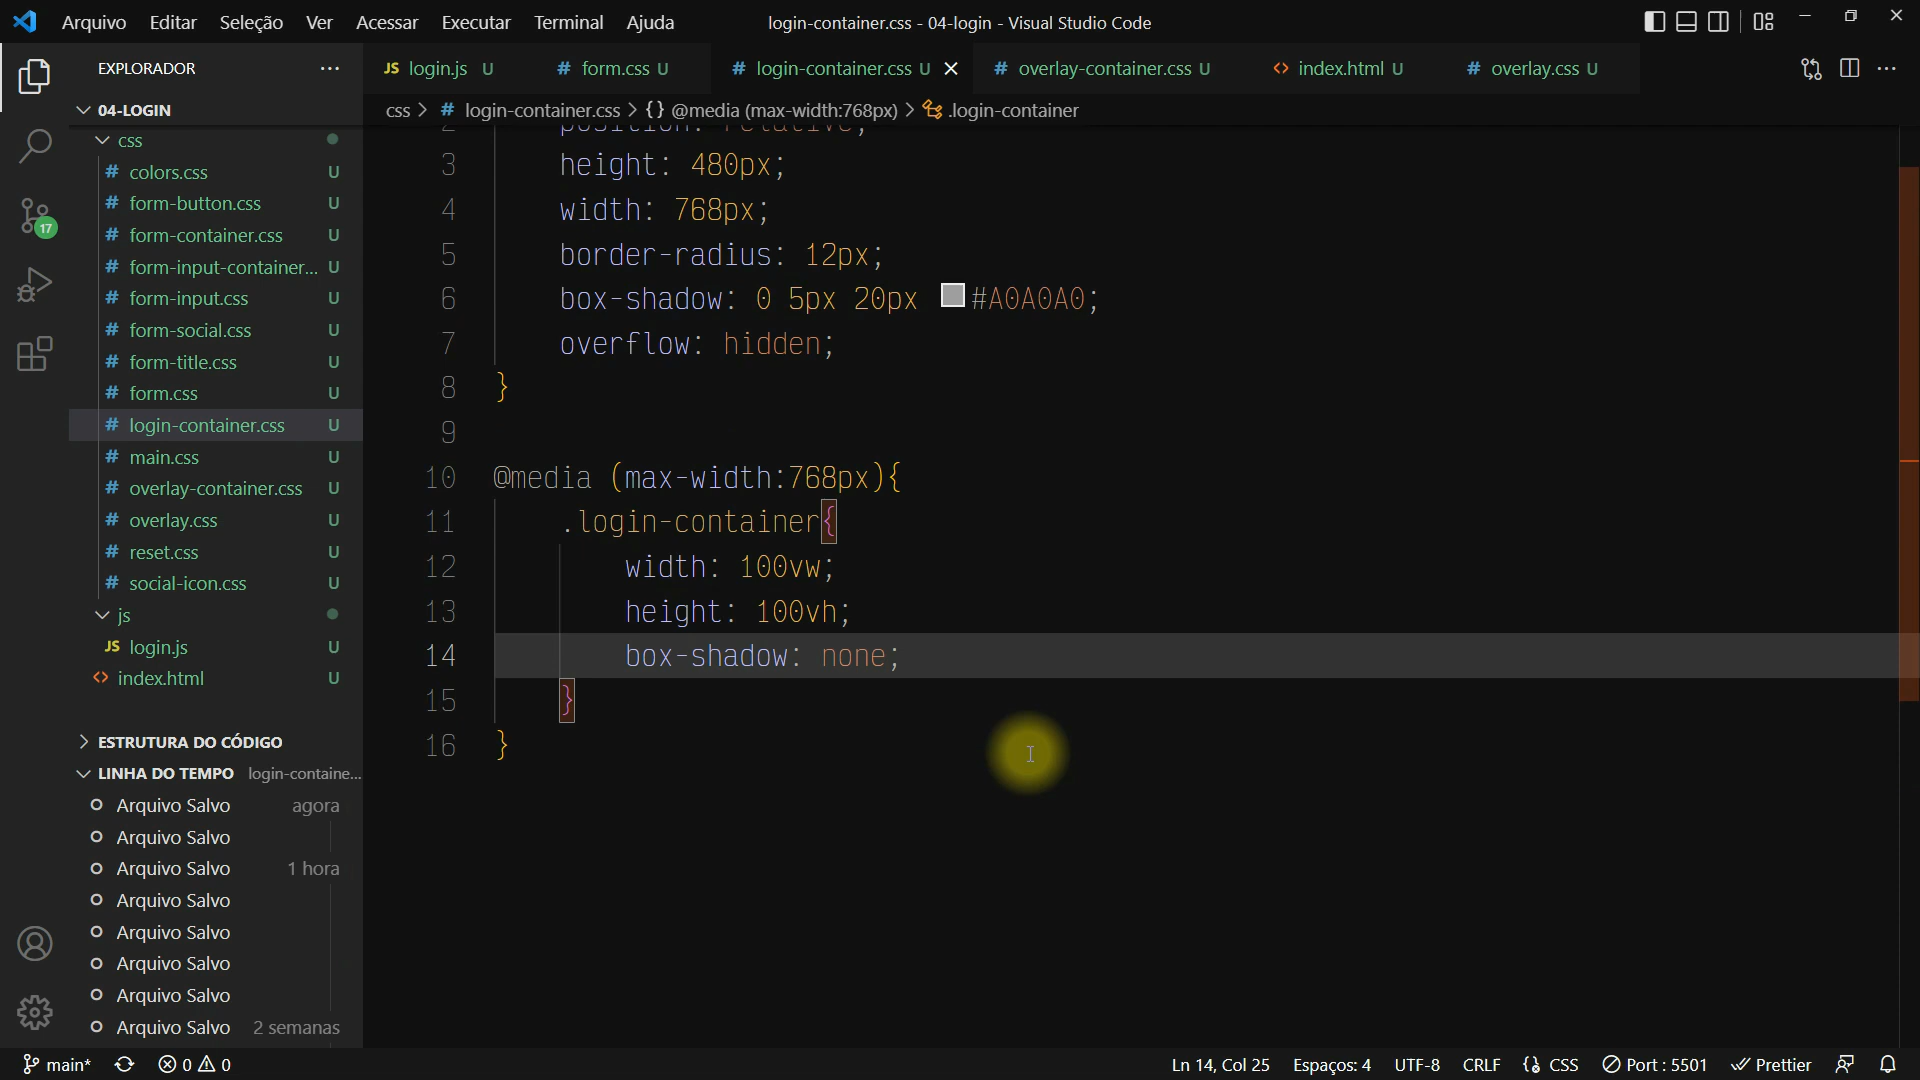 Arquivo Editar Seleção Ver Acessar Executar Terminal Ajuda login-container.css - 04-login - Visual Studio Code
EXPLORADOR ...
JS login.js U # form.css U # login-container.css U # overlay-container.css U <> index.html U # overlay.css U ...
04-LOGIN
css > # login-container.css > {} @media (max-width:768px) > .login-container
css
colors.css U
form-button.css U
form-container.css U
form-input-container... U
form-input.css U
form-social.css U
form-title.css U
form.css U
login-container.css U
main.css U
overlay-container.css U
overlay.css U
reset.css U
social-icon.css U
js
JS login.js U
<> index.html U
17
ESTRUTURA DO CÓDIGO
LINHA DO TEMPO login-containe...
Arquivo Salvo agora
Arquivo Salvo
Arquivo Salvo 1 hora
Arquivo Salvo
Arquivo Salvo
Arquivo Salvo
Arquivo Salvo
Arquivo Salvo 2 semanas
2 position: relative;
3 height: 480px;
4 width: 768px;
5 border-radius: 12px;
6 box-shadow: 0 5px 20px #A0A0A0;
7 overflow: hidden;
8 }
9
10 @media (max-width:768px){
11 .login-container{
12 width: 100vw;
13 height: 100vh;
14 box-shadow: none;
15 }
16 }
main* 0 0 Ln 14, Col 25 Espaços: 4 UTF-8 CRLF {} CSS Port : 5501 Prettier